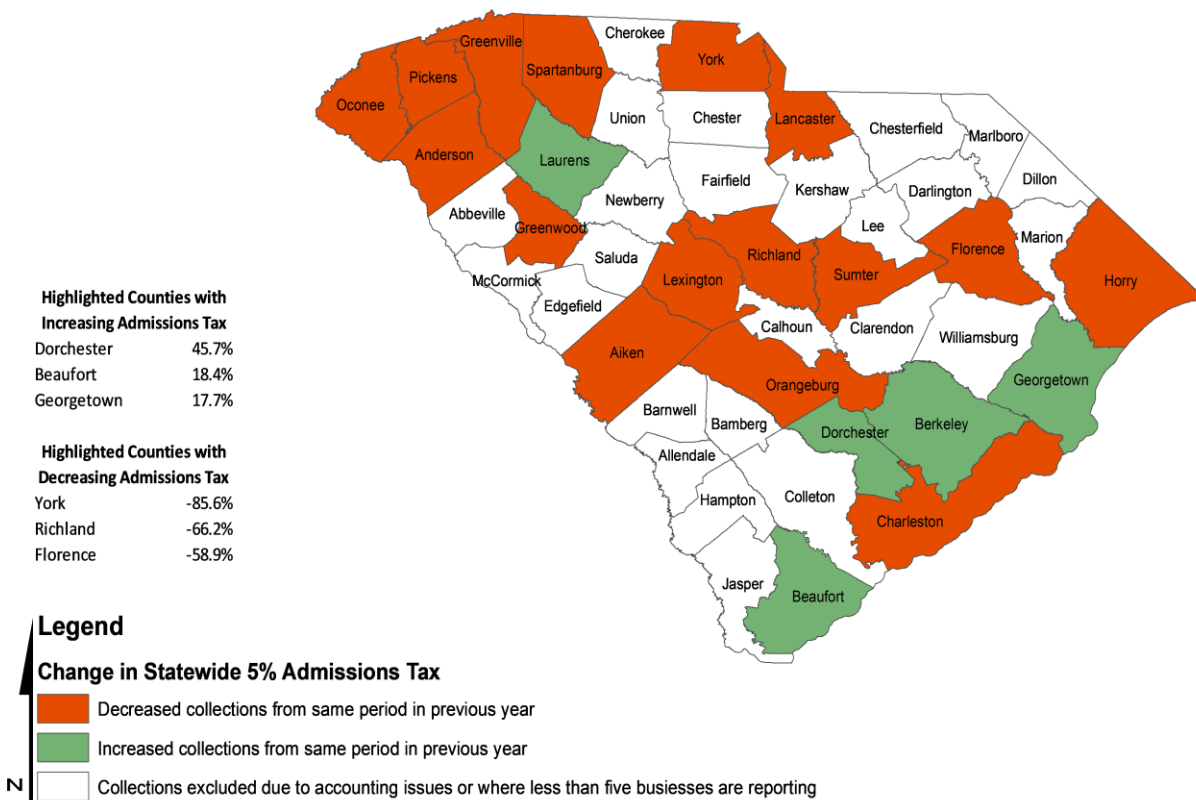 Cherokee
Greenville
York
Spartanburg
Pickens
Oconee
Union
Chester
Lancaster
Chesterfield
Marlboro
Anderson
Laurens
Fairfield
Kershaw
Darlington
Dillon
Newberry
Abbeville
Greenwood
Lee
Marion
Florence
Richland
Saluda
Sumter
Horry
McCormick
Lexington
Edgefield
Calhoun
Clarendon
Williamsburg
Aiken
Georgetown
Orangeburg
Barnwell
Bamberg
Dorchester
Berkeley
Allendale
Hampton
Colleton
Charleston
Jasper
Beaufort
Highlighted Counties with
Increasing Admissions Tax
Dorchester 45.7%
Beaufort 18.4%
Georgetown 17.7%
Highlighted Counties with
Decreasing Admissions Tax
York -85.6%
Richland -66.2%
Florence -58.9%
Legend
Change in Statewide 5% Admissions Tax
Decreased collections from same period in previous year
Increased collections from same period in previous year
Collections excluded due to accounting issues or where less than five busiesses are reporting
N